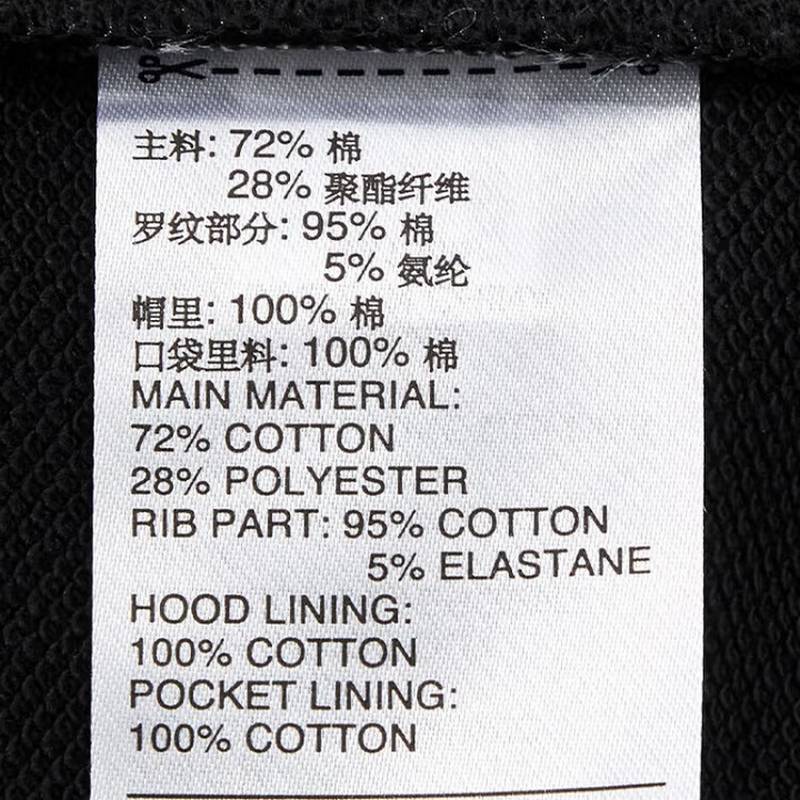 主料: 72% 棉
28% 聚酯纤维
罗纹部分: 95% 棉
5% 氨纶
帽里: 100% 棉
口袋里料: 100% 棉
MAIN MATERIAL:
72% COTTON
28% POLYESTER
RIB PART: 95% COTTON
5% ELASTANE
HOOD LINING:
100% COTTON
POCKET LINING:
100% COTTON